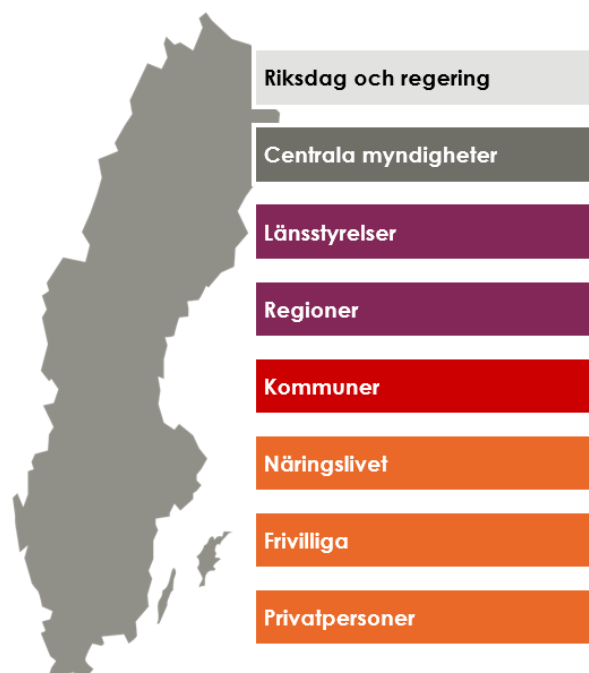 Riksdag och regering
Centrala myndigheter
Länsstyrelser
Regioner
Kommuner
Näringslivet
Frivilliga
Privatpersoner